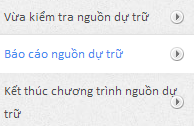 Vừa kiểm tra nguồn dự trữ
Báo cáo nguồn dự trữ
Kết thúc chương trình nguồn dự
trữ